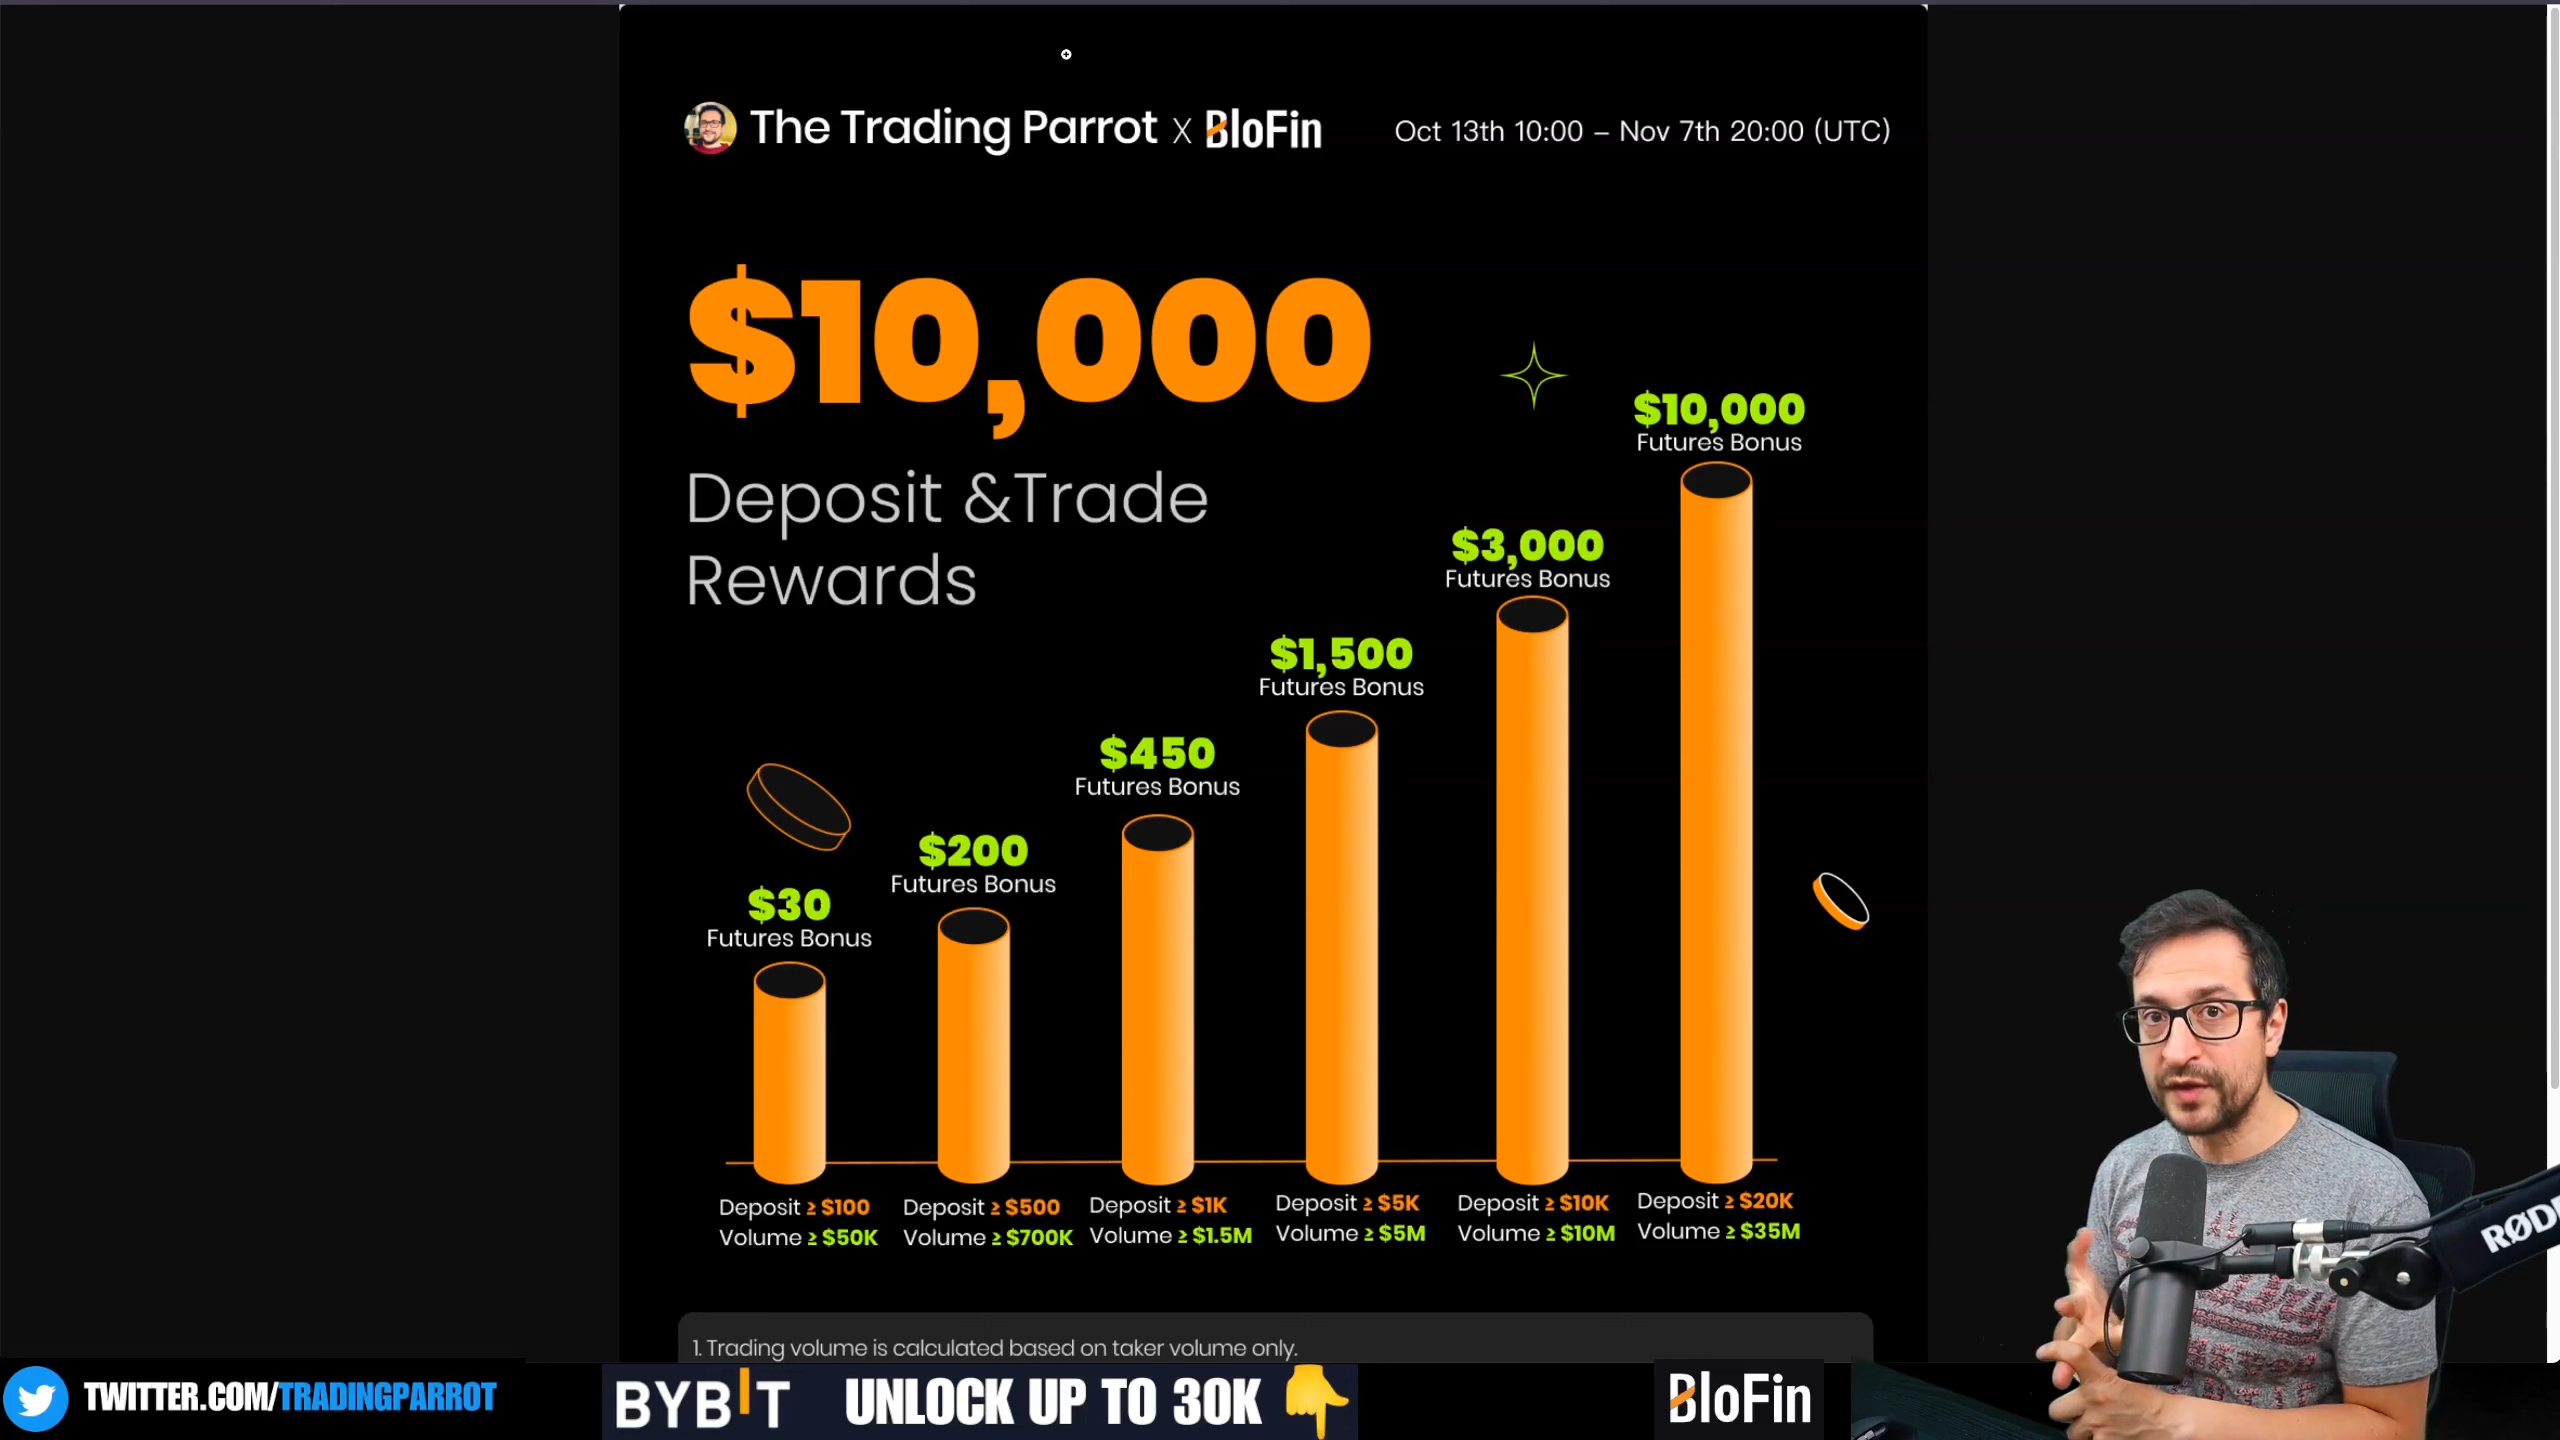 The Trading Parrot X BloFin
Oct 13th 10:00 – Nov 7th 20:00 (UTC)
$10,000
Deposit &Trade
Rewards
$30
Futures Bonus
$200
Futures Bonus
$450
Futures Bonus
$1,500
Futures Bonus
$3,000
Futures Bonus
$10,000
Futures Bonus
Deposit ≥ $100
Volume ≥ $50K
Deposit ≥ $500
Volume ≥ $700K
Deposit ≥ $1K
Volume ≥ $1.5M
Deposit ≥ $5K
Volume ≥ $5M
Deposit ≥ $10K
Volume ≥ $10M
Deposit ≥ $20K
Volume ≥ $35M
1. Trading volume is calculated based on taker volume only.
TWITTER.COM/TRADINGPARROT
BYBIT UNLOCK UP TO 30K
BloFin